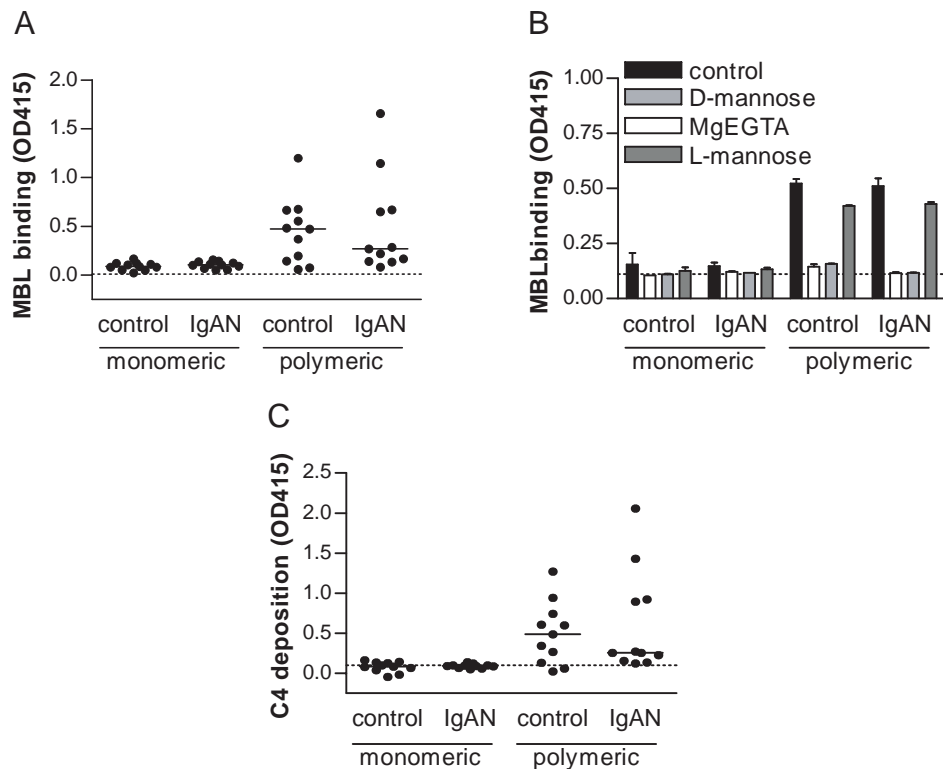 A
MBL binding (OD415)
2.0
1.5
1.0
0.5
0.0
control IgAN control IgAN
monomeric polymeric
B
MBLbinding (OD415)
1.00
0.75
0.50
0.25
0.00
control
D-mannose
MgEGTA
L-mannose
control IgAN control IgAN
monomeric polymeric
C
C4 deposition (OD415)
2.5
2.0
1.5
1.0
0.5
0.0
control IgAN control IgAN
monomeric polymeric